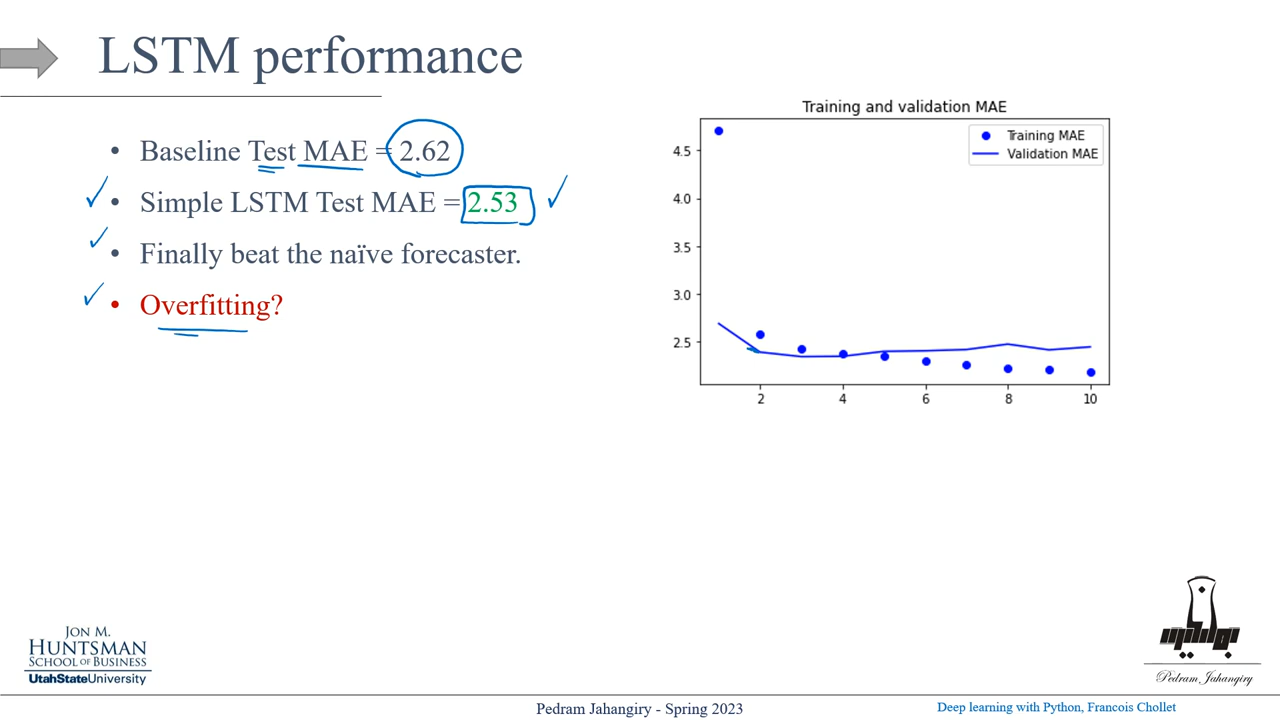 LSTM performance
• Baseline Test MAE = 2.62
• Simple LSTM Test MAE = 2.53
• Finally beat the naïve forecaster.
• Overfitting?
Training and validation MAE
Training MAE
Validation MAE
4.5
4.0
3.5
3.0
2.5
2 4 6 8 10
JON M.
HUNTSMAN
SCHOOL OF BUSINESS
UtahStateUniversity
Pedram Jahangiry
Pedram Jahangiry - Spring 2023
Deep learning with Python, Francois Chollet